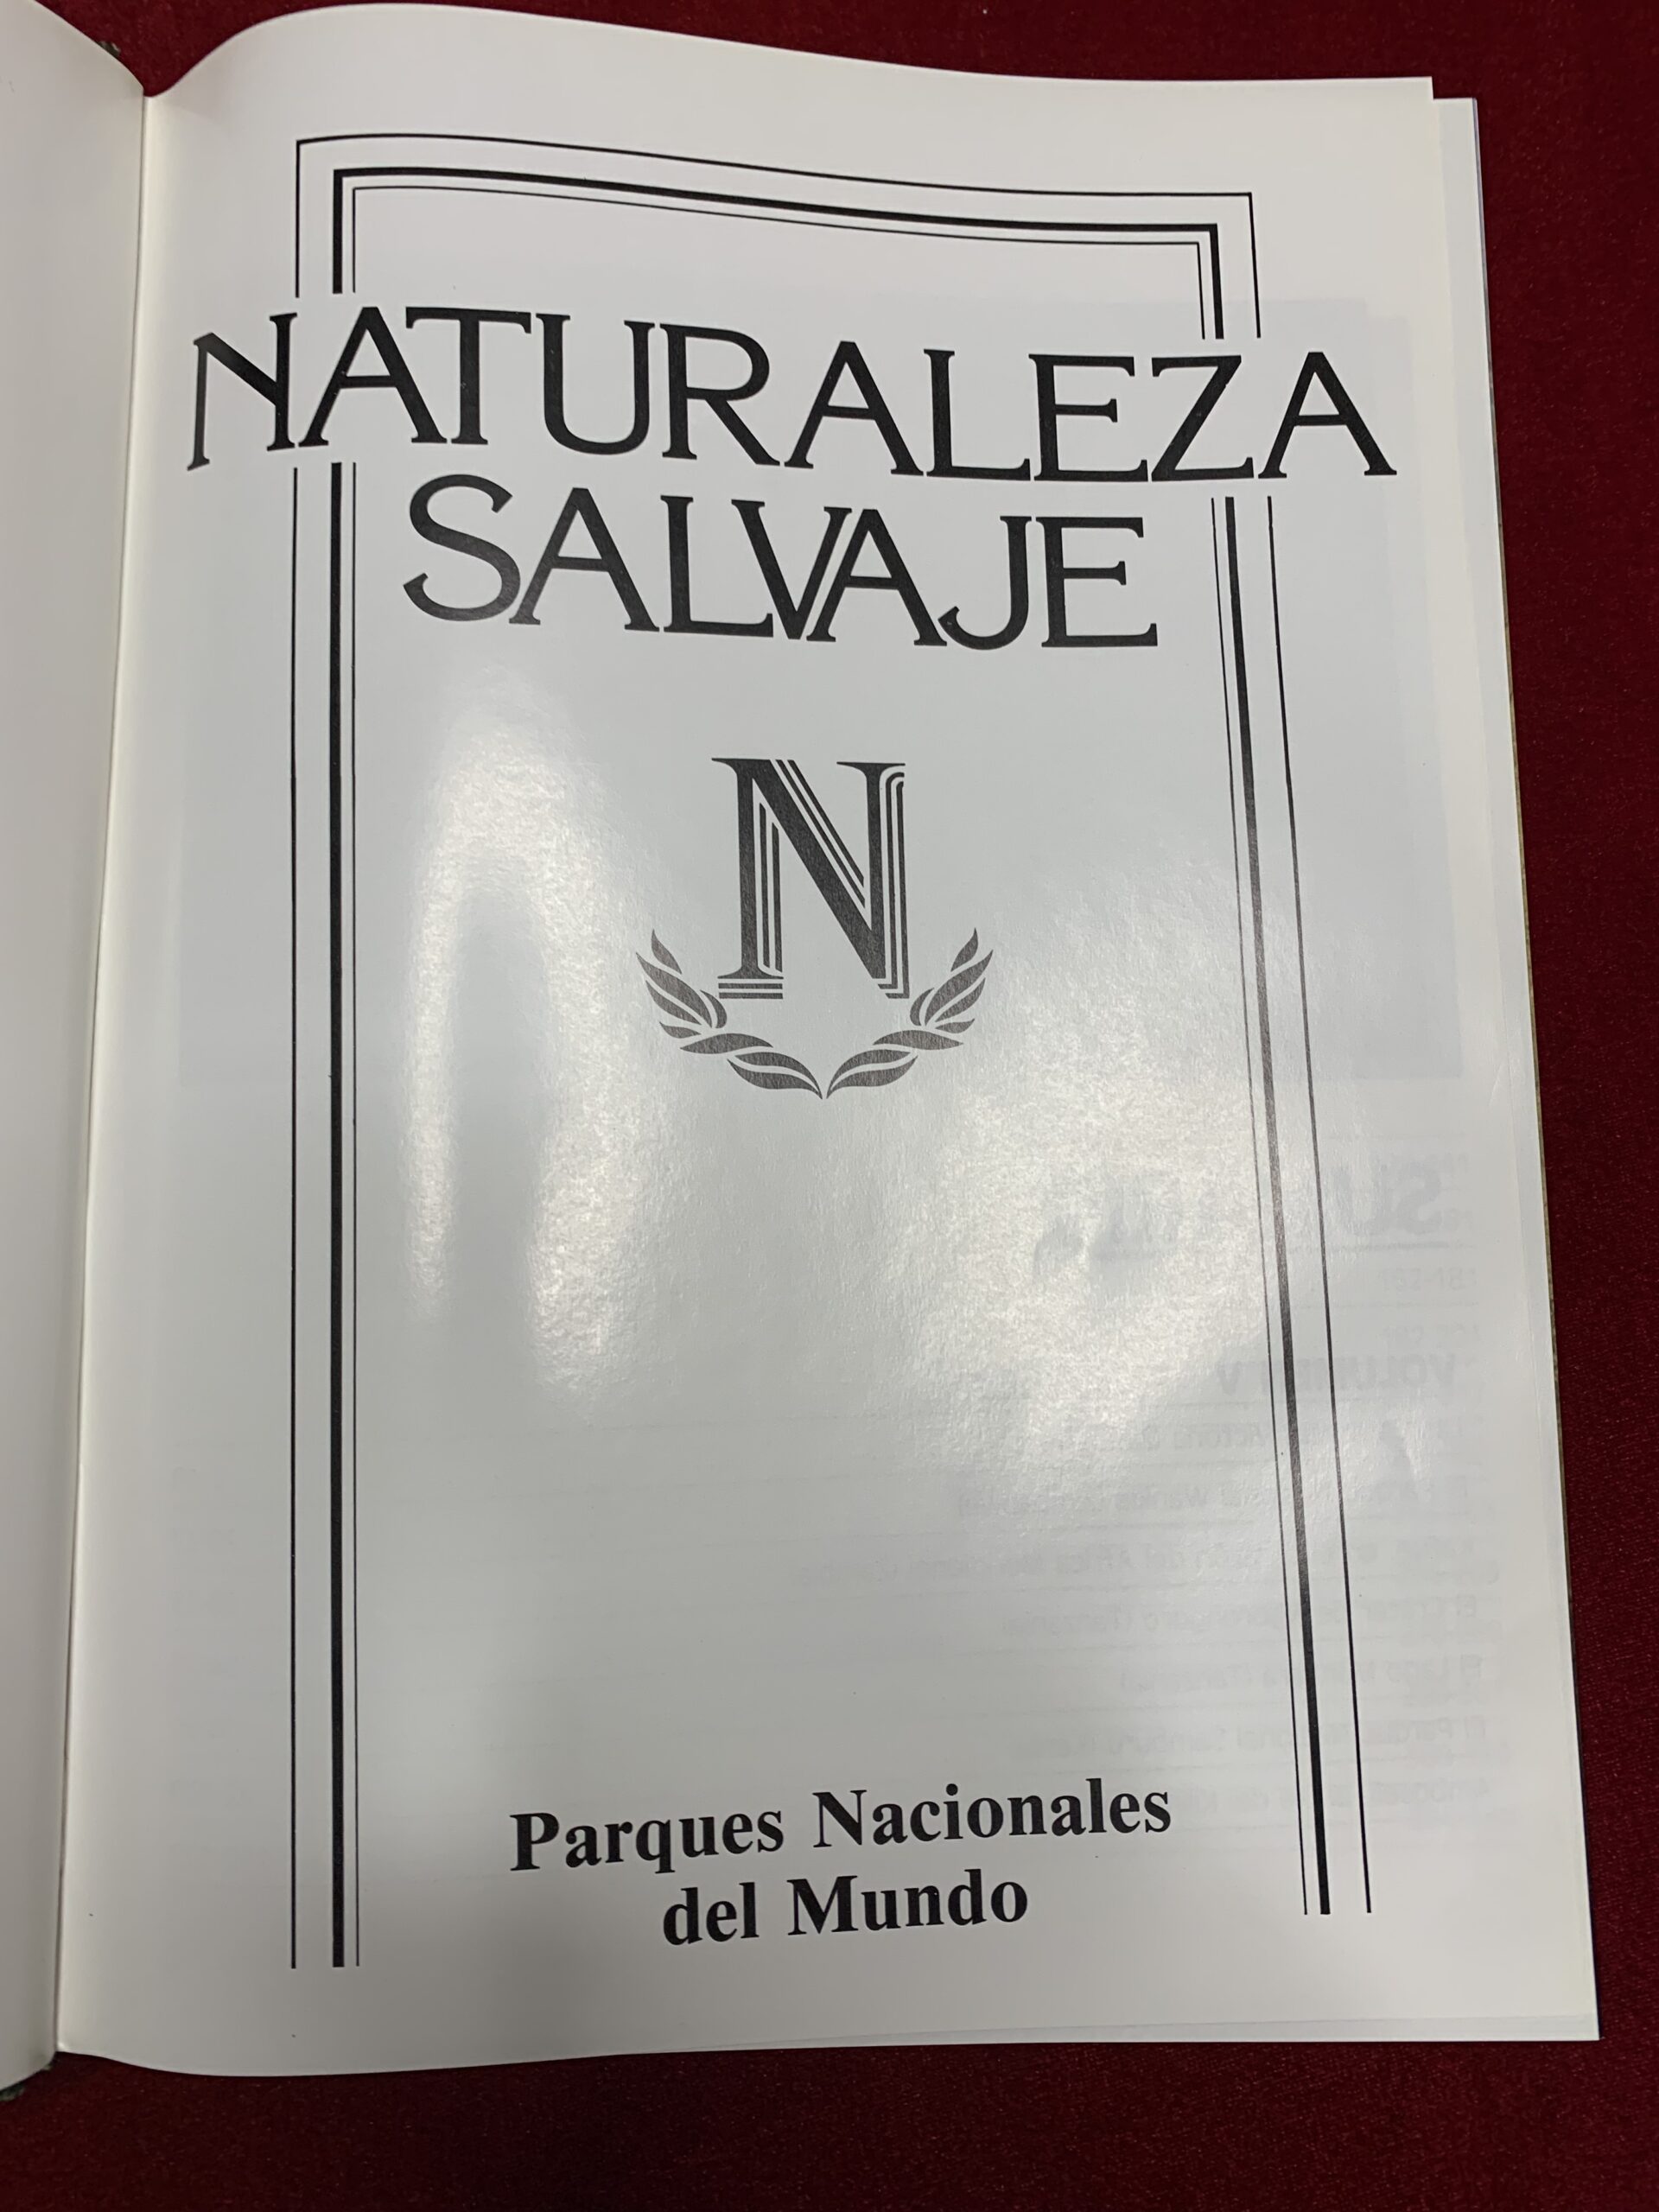 NATURALEZA
SALVAJE
N
Parques Nacionales
del Mundo